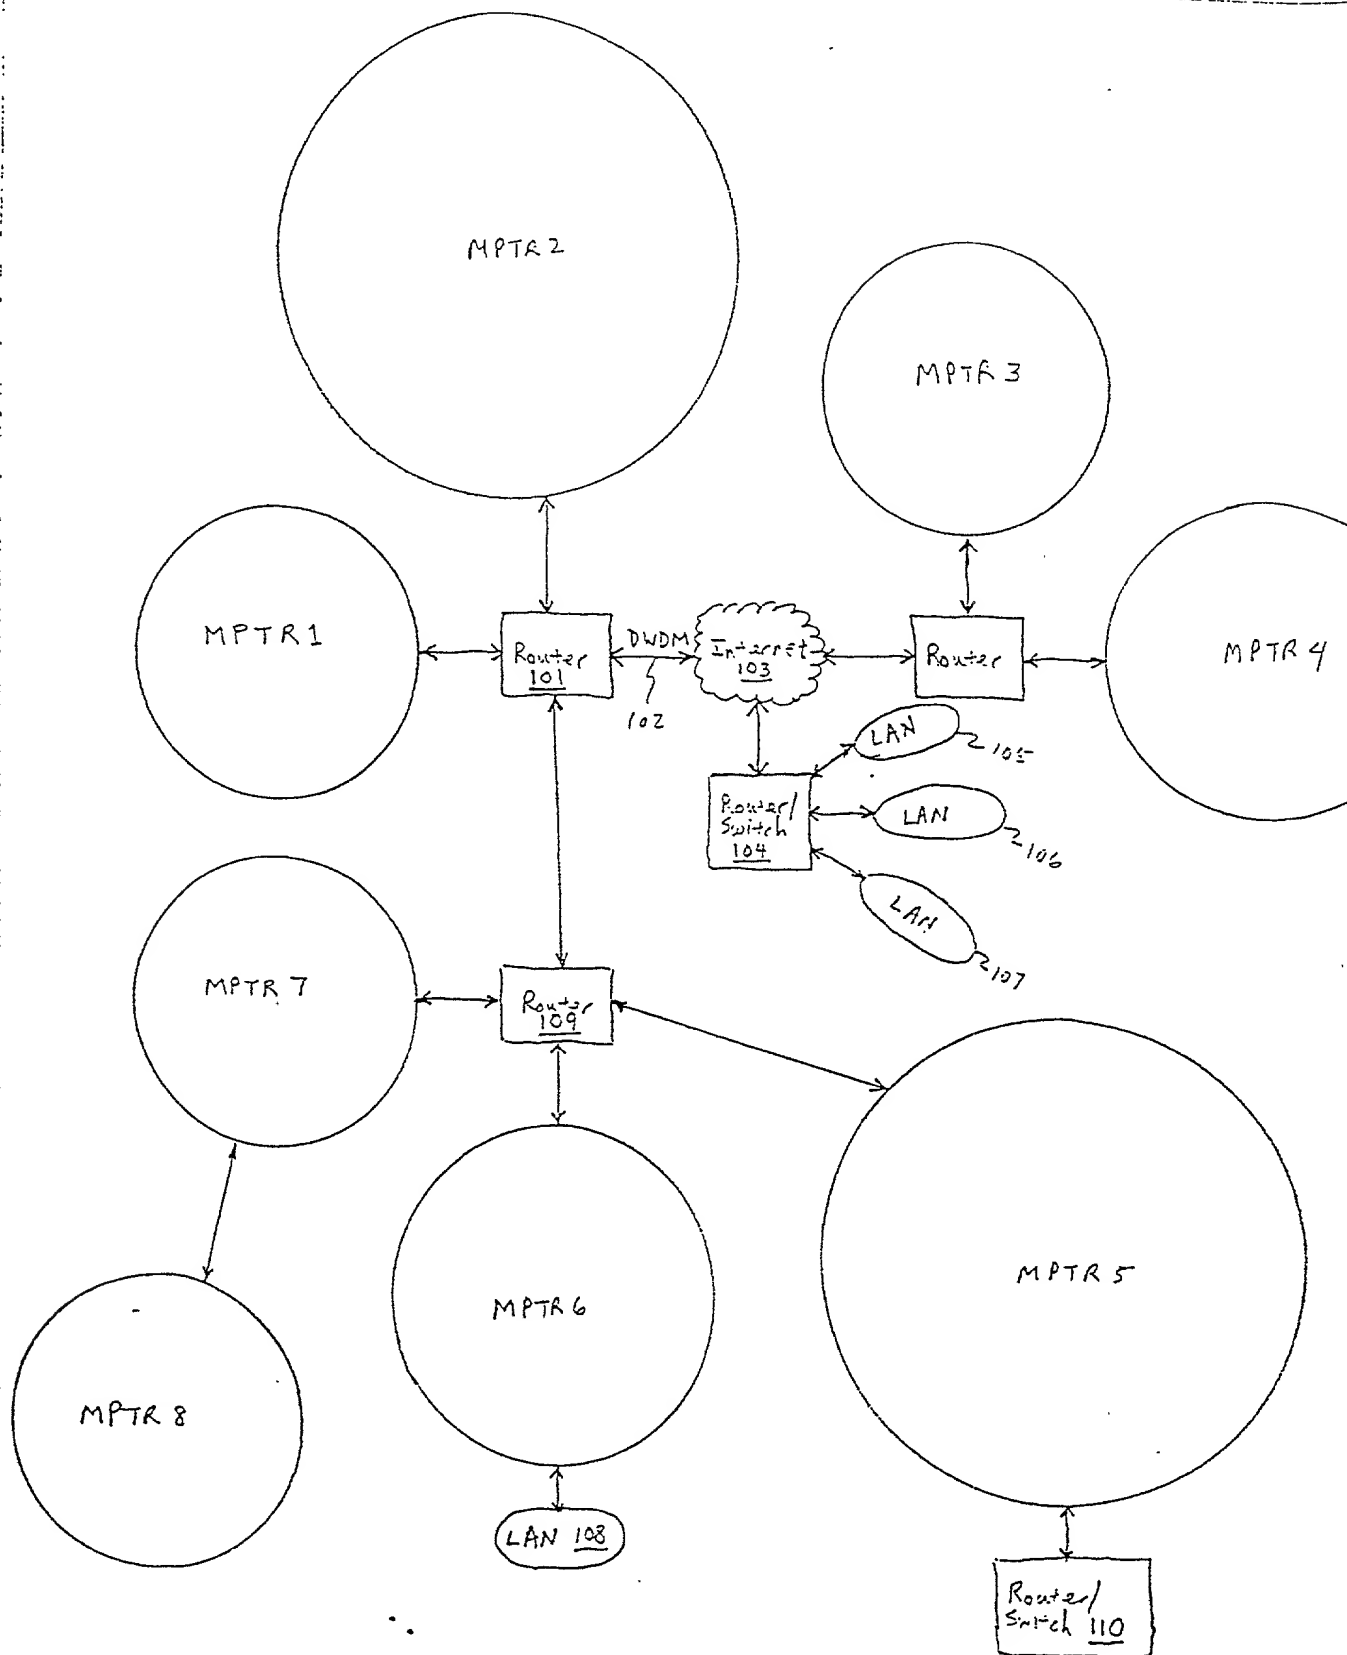 MPTR 2
MPTR 3
MPTR 1
Router
101
DWDM
102
Internet
103
Router
MPTR 4
LAN
105
Router/
Switch
104
LAN
106
LAN
107
MPTR 7
Router
109
MPTR 5
MPTR 6
MPTR 8
LAN 108
Router/
Switch 110